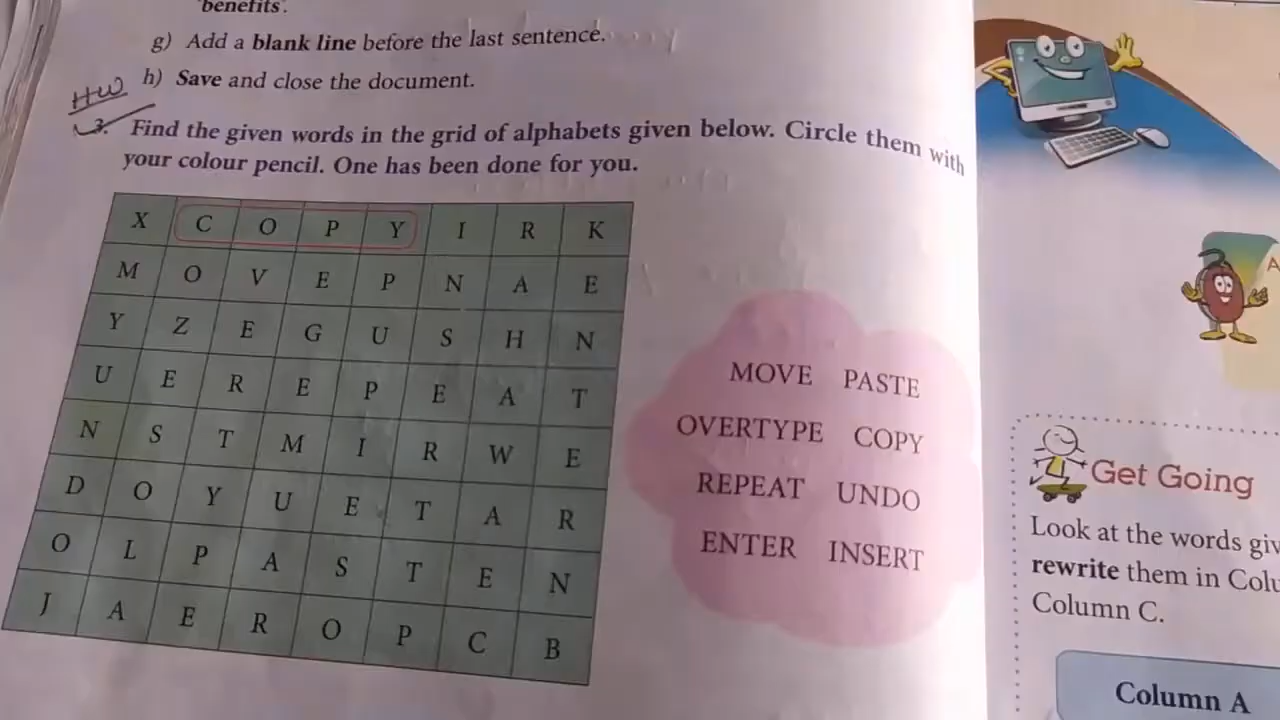 benefits'.
g) Add a blank line before the last sentence.
h) Save and close the document.
HW
3. Find the given words in the grid of alphabets given below. Circle them with
your colour pencil. One has been done for you.
X C O P Y I R K
M O V E P N A E
Y Z E G U S H N
U E R E P E A T
N S T M I R W E
D O Y U E T A R
O L P A S T E N
J A E R O P C B
MOVE PASTE
OVERTYPE COPY
REPEAT UNDO
ENTER INSERT
A
Get Going
Look at the words giv
rewrite them in Colu
Column C.
Column A